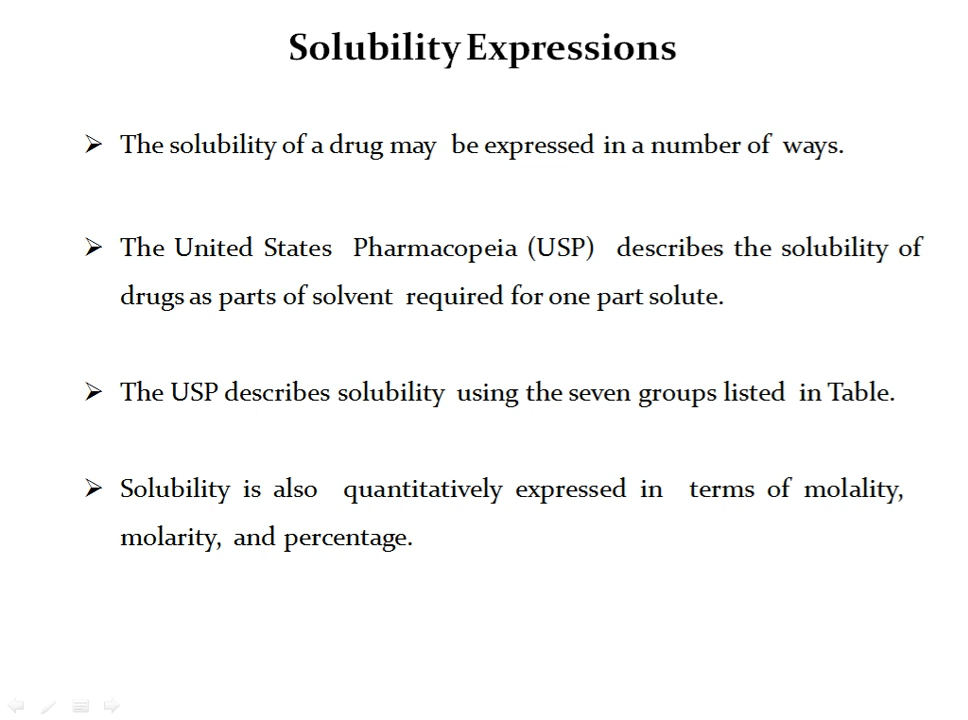 Solubility Expressions
➢ The solubility of a drug may be expressed in a number of ways.
➢ The United States Pharmacopeia (USP) describes the solubility of
drugs as parts of solvent required for one part solute.
➢ The USP describes solubility using the seven groups listed in Table.
➢ Solubility is also quantitatively expressed in terms of molality,
molarity, and percentage.